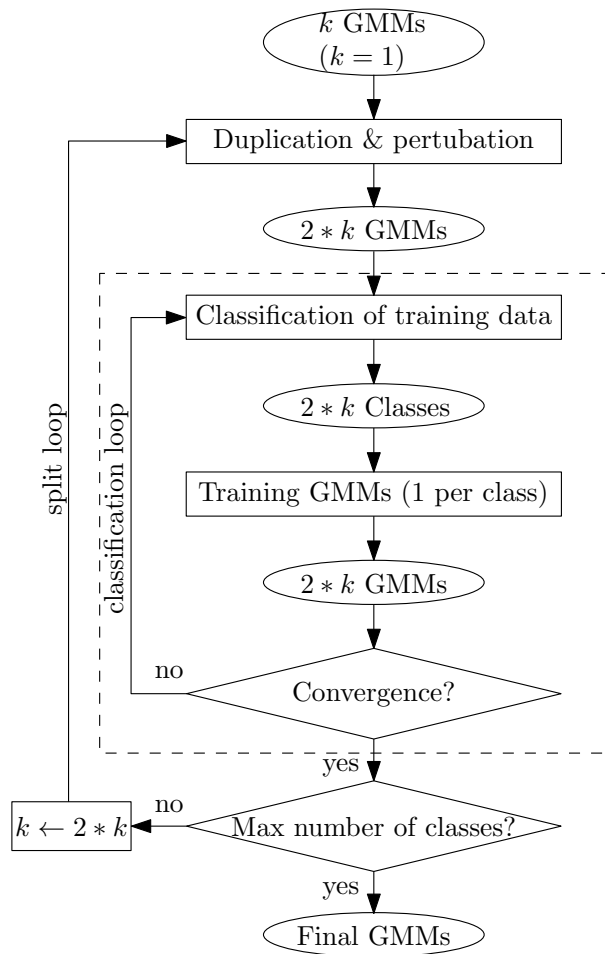 k GMMs
(k = 1)
Duplication & pertubation
2 ∗ k GMMs
Classification of training data
2 ∗ k Classes
split loop
classification loop
Training GMMs (1 per class)
2 ∗ k GMMs
no
Convergence?
yes
no
k ← 2 ∗ k
Max number of classes?
yes
Final GMMs